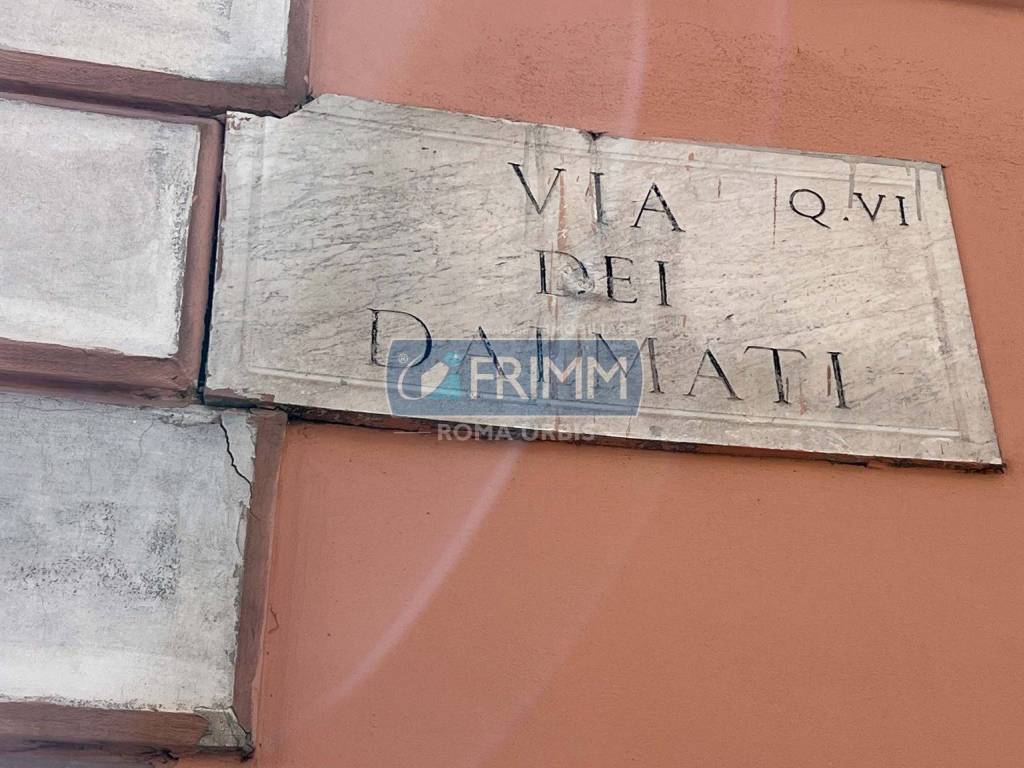 VIA Q.VI
DEI
DALMATI
® FRIMM
ROMA URBIS